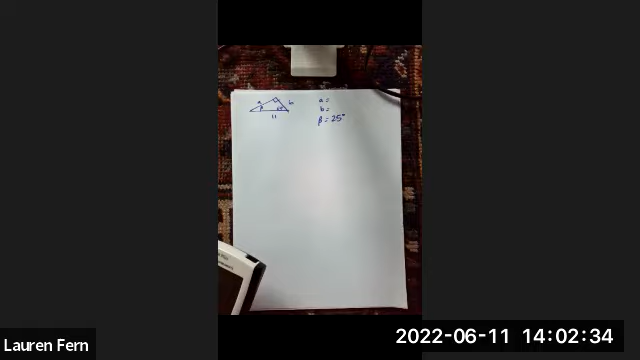 a b
β
11
a =
b =
β = 25°
Lauren Fern
2022-06-11 14:02:34